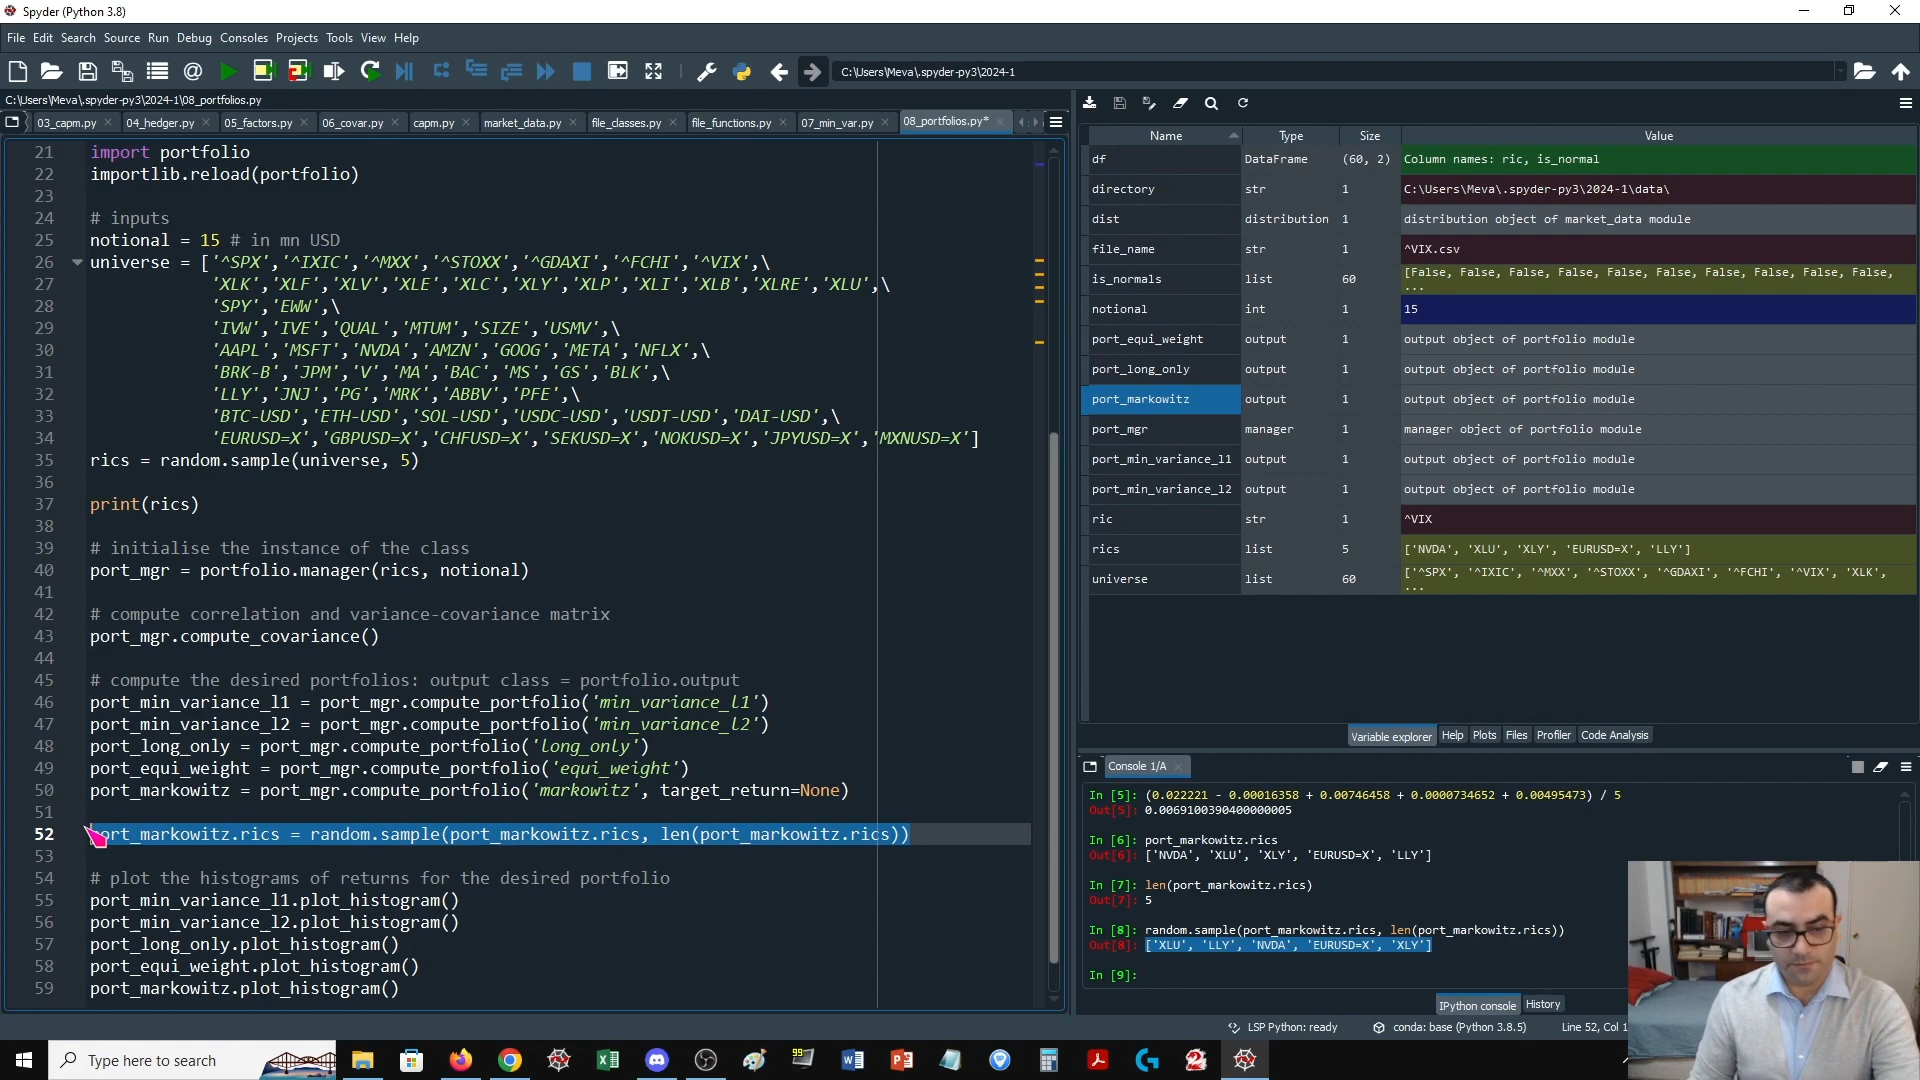 Spyder (Python 3.8)
File Edit Search Source Run Debug Consoles Projects Tools View Help
C:\Users\Meva\.spyder-py3\2024-1
C:\Users\Meva\.spyder-py3\2024-1\08_portfolios.py
03_capm.py 04_hedger.py 05_factors.py 06_covar.py capm.py market_data.py file_classes.py file_functions.py 07_min_var.py 08_portfolios.py*
21 import portfolio
22 importlib.reload(portfolio)
23
24 # inputs
25 notional = 15 # in mn USD
26 universe = ['^SPX','^IXIC','^MXX','^STOXX','^GDAXI','^FCHI','^VIX',\
27 'XLK','XLF','XLV','XLE','XLC','XLY','XLP','XLI','XLB','XLRE','XLU',\
28 'SPY','EWW',\
29 'IVW','IVE','QUAL','MTUM','SIZE','USMV',\
30 'AAPL','MSFT','NVDA','AMZN','GOOG','META','NFLX',\
31 'BRK-B','JPM','V','MA','BAC','MS','GS','BLK',\
32 'LLY','JNJ','PG','MRK','ABBV','PFE',\
33 'BTC-USD','ETH-USD','SOL-USD','USDC-USD','USDT-USD','DAI-USD',\
34 'EURUSD=X','GBPUSD=X','CHFUSD=X','SEKUSD=X','NOKUSD=X','JPYUSD=X','MXNUSD=X']
35 rics = random.sample(universe, 5)
36
37 print(rics)
38
39 # initialise the instance of the class
40 port_mgr = portfolio.manager(rics, notional)
41
42 # compute correlation and variance-covariance matrix
43 port_mgr.compute_covariance()
44
45 # compute the desired portfolios: output class = portfolio.output
46 port_min_variance_l1 = port_mgr.compute_portfolio('min_variance_l1')
47 port_min_variance_l2 = port_mgr.compute_portfolio('min_variance_l2')
48 port_long_only = port_mgr.compute_portfolio('long_only')
49 port_equi_weight = port_mgr.compute_portfolio('equi_weight')
50 port_markowitz = port_mgr.compute_portfolio('markowitz', target_return=None)
51
52 port_markowitz.rics = random.sample(port_markowitz.rics, len(port_markowitz.rics))
53
54 # plot the histograms of returns for the desired portfolio
55 port_min_variance_l1.plot_histogram()
56 port_min_variance_l2.plot_histogram()
57 port_long_only.plot_histogram()
58 port_equi_weight.plot_histogram()
59 port_markowitz.plot_histogram()
Name Type Size Value
df DataFrame (60, 2) Column names: ric, is_normal
directory str 1 C:\Users\Meva\.spyder-py3\2024-1\data\
dist distribution 1 distribution object of market_data module
file_name str 1 ^VIX.csv
is_normals list 60 [False, False, False, False, False, False, False, False, False, False,
...
notional int 1 15
port_equi_weight output 1 output object of portfolio module
port_long_only output 1 output object of portfolio module
port_markowitz output 1 output object of portfolio module
port_mgr manager 1 manager object of portfolio module
port_min_variance_l1 output 1 output object of portfolio module
port_min_variance_l2 output 1 output object of portfolio module
ric str 1 ^VIX
rics list 5 ['NVDA', 'XLU', 'XLY', 'EURUSD=X', 'LLY']
universe list 60 ['^SPX', '^IXIC', '^MXX', '^STOXX', '^GDAXI', '^FCHI', '^VIX', 'XLK',
...
Variable explorer Help Plots Files Profiler Code Analysis
Console 1/A
In [5]: (0.022221 - 0.00016358 + 0.00746458 + 0.0000734652 + 0.00495473) / 5
Out[5]: 0.0069100390400000005
In [6]: port_markowitz.rics
Out[6]: ['NVDA', 'XLU', 'XLY', 'EURUSD=X', 'LLY']
In [7]: len(port_markowitz.rics)
Out[7]: 5
In [8]: random.sample(port_markowitz.rics, len(port_markowitz.rics))
Out[8]: ['XLU', 'LLY', 'NVDA', 'EURUSD=X', 'XLY']
In [9]:
IPython console History
LSP Python: ready conda: base (Python 3.8.5) Line 52, Col 1
Type here to search